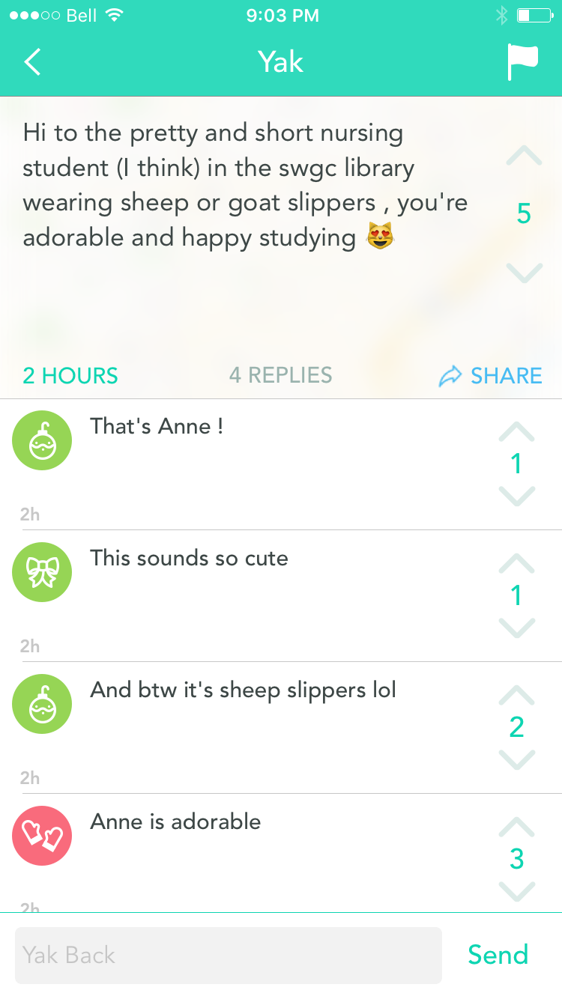 Bell 9:03 PM
Yak
Hi to the pretty and short nursing
student (I think) in the swgc library
wearing sheep or goat slippers , you're
adorable and happy studying 😻
5
2 HOURS 4 REPLIES SHARE
That's Anne !
1
2h
This sounds so cute
1
2h
And btw it's sheep slippers lol
2
2h
Anne is adorable
3
2h
Yak Back Send